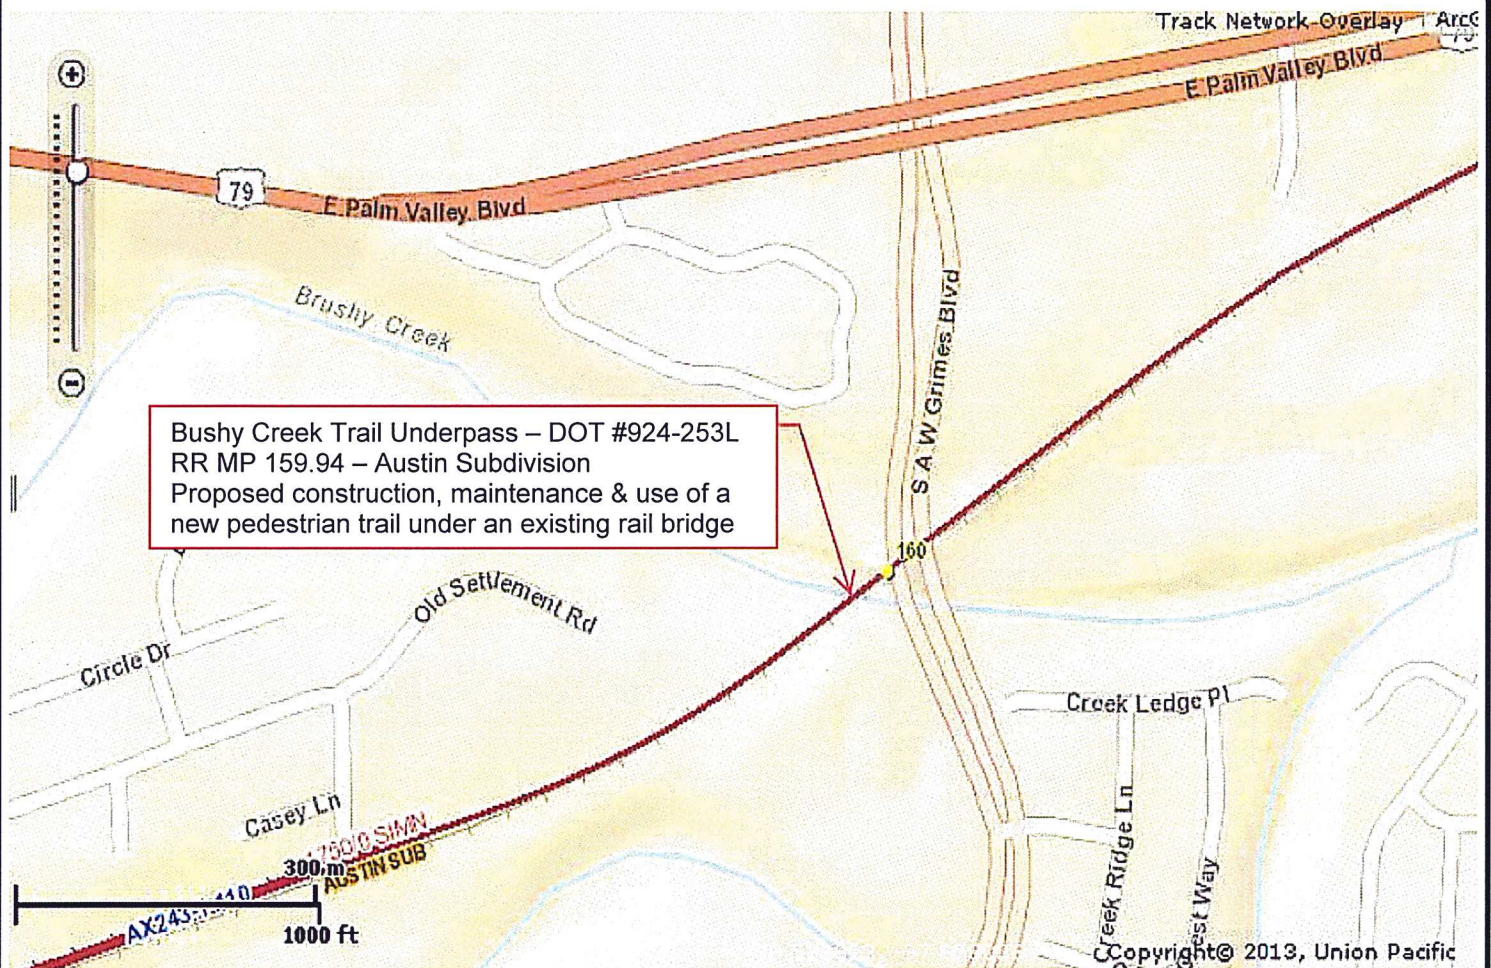 Track Network Overlay
E Palm Valley Blvd
79
E Palm Valley Blvd
Brushy Creek
S A W Grimes Blvd
Bushy Creek Trail Underpass – DOT #924-253L
RR MP 159.94 – Austin Subdivision
Proposed construction, maintenance & use of a
new pedestrian trail under an existing rail bridge
160
Old Settlement Rd
Circle Dr
Creek Ledge Pl
Casey Ln
SIMN
AUSTIN SUB
300 m
1000 ft
Creek Ridge Ln
Way
Copyright© 2013, Union Pacific